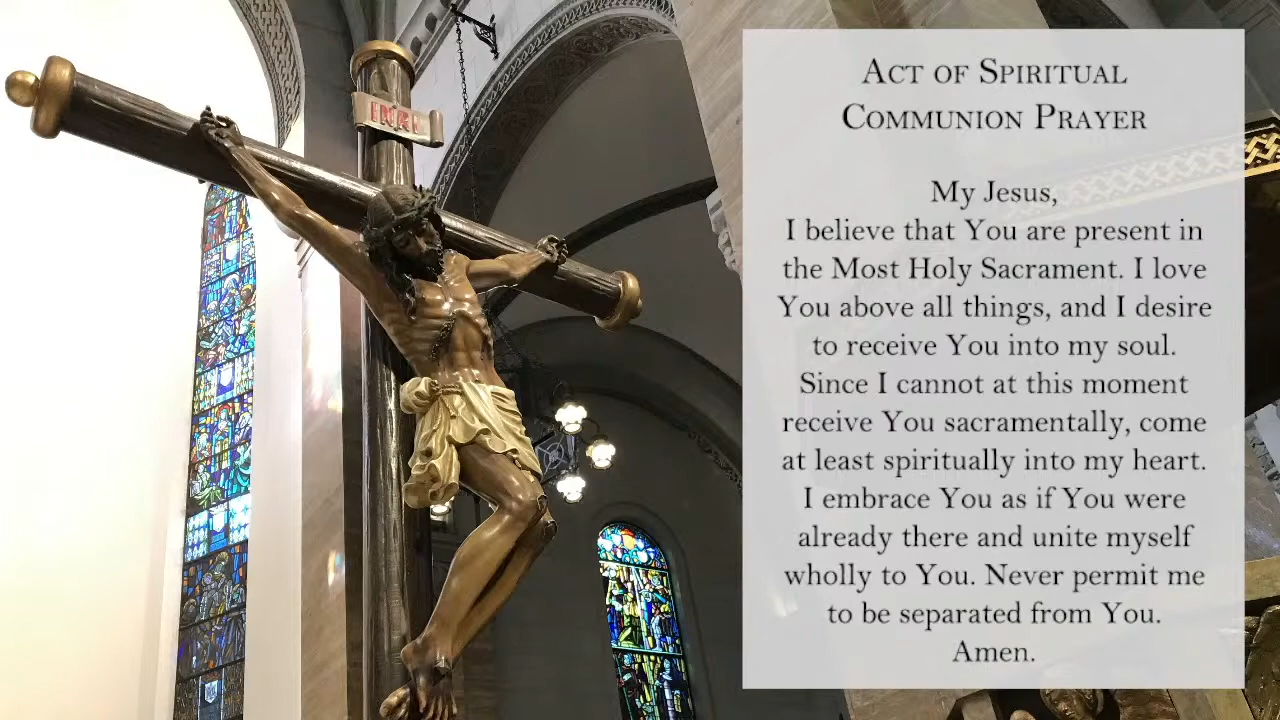 INRI
ACT OF SPIRITUAL
COMMUNION PRAYER
My Jesus,
I believe that You are present in
the Most Holy Sacrament. I love
You above all things, and I desire
to receive You into my soul.
Since I cannot at this moment
receive You sacramentally, come
at least spiritually into my heart.
I embrace You as if You were
already there and unite myself
wholly to You. Never permit me
to be separated from You.
Amen.